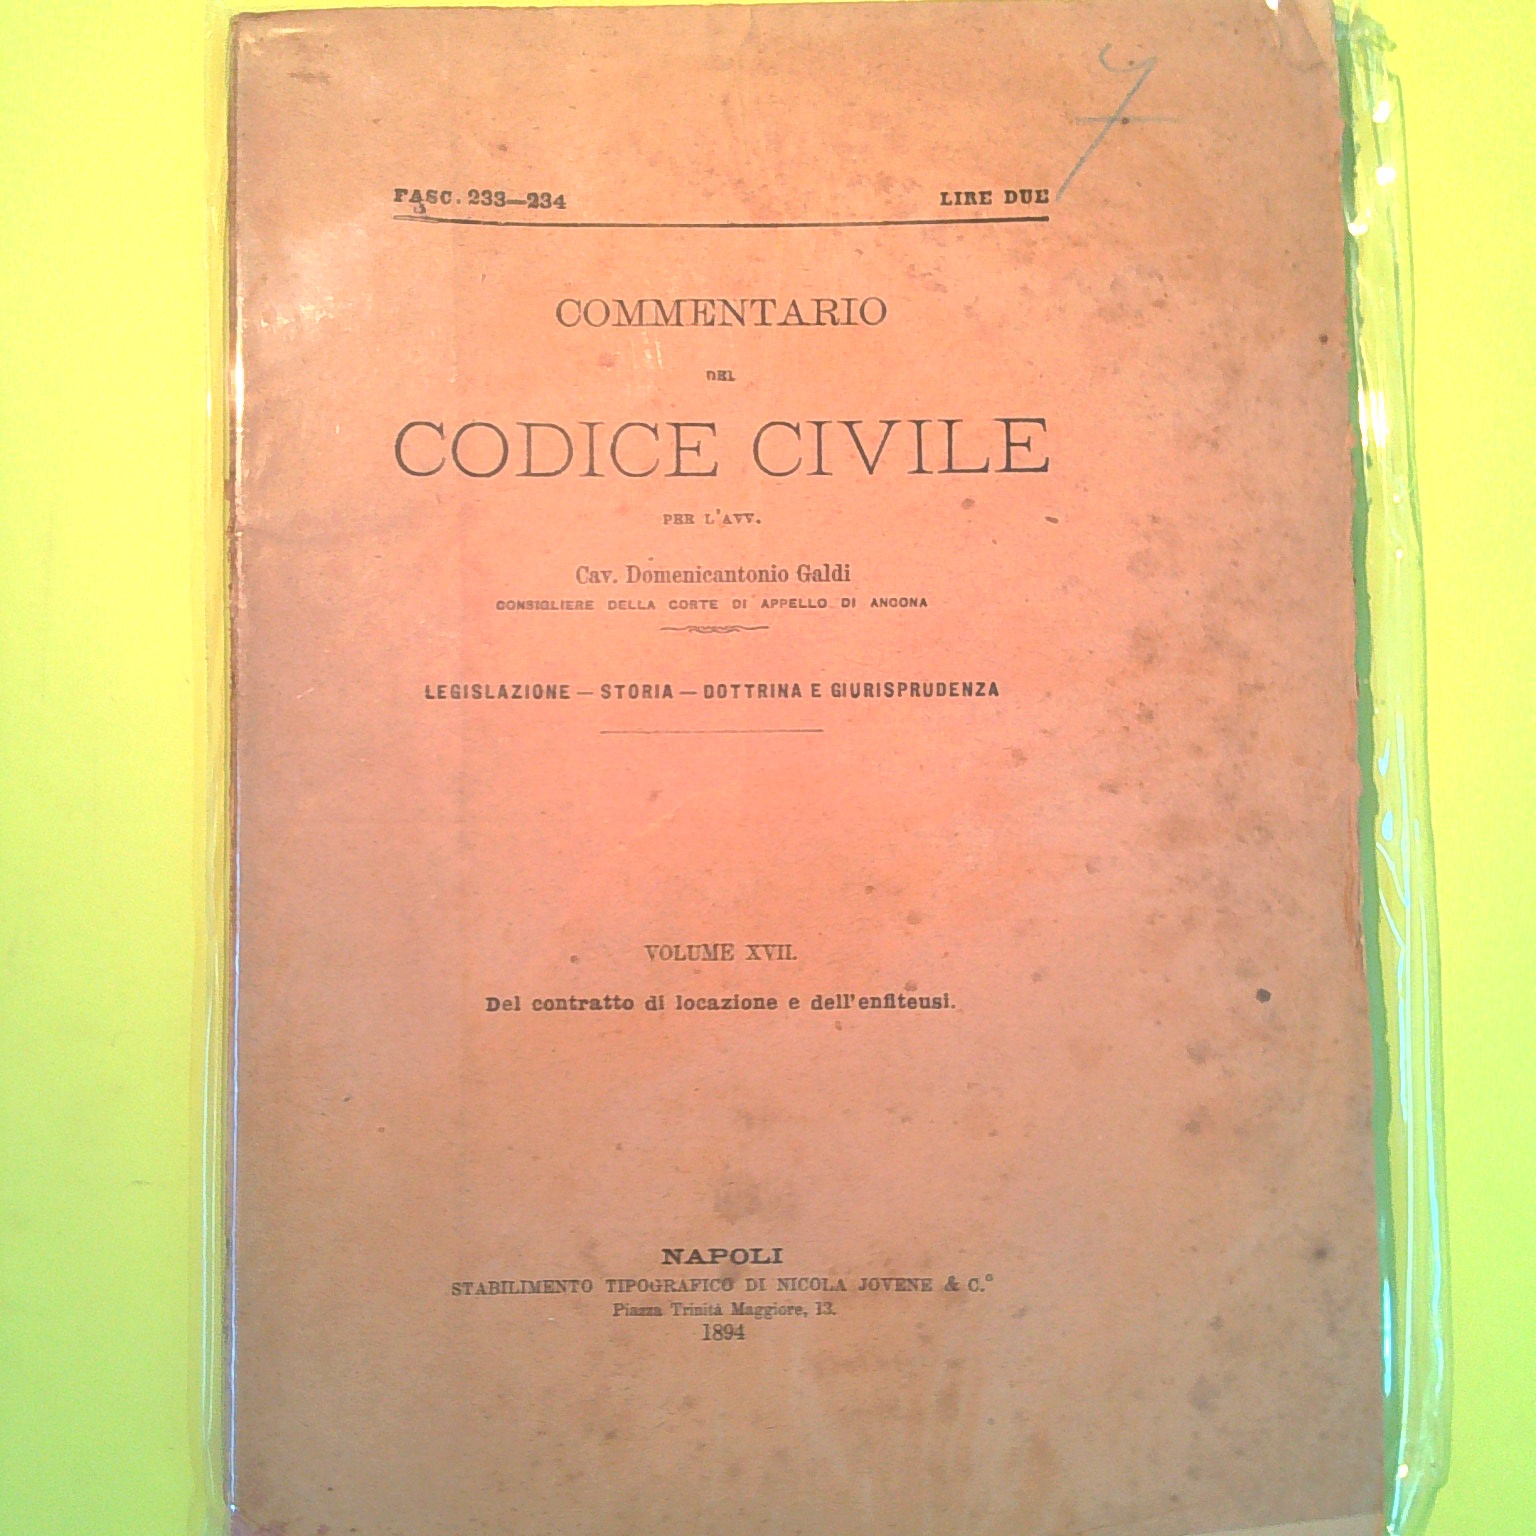 7
FASC. 233—234
LIRE DUE
COMMENTARIO
DEL
CODICE CIVILE
PER L'AVV.
Cav. Domenicantonio Galdi
CONSIGLIERE DELLA CORTE DI APPELLO DI ANCONA
LEGISLAZIONE — STORIA — DOTTRINA E GIURISPRUDENZA
VOLUME XVII.
Del contratto di locazione e dell'enfiteusi.
NAPOLI
STABILIMENTO TIPOGRAFICO DI NICOLA JOVENE & C.º
Piazza Trinità Maggiore, 13.
1894